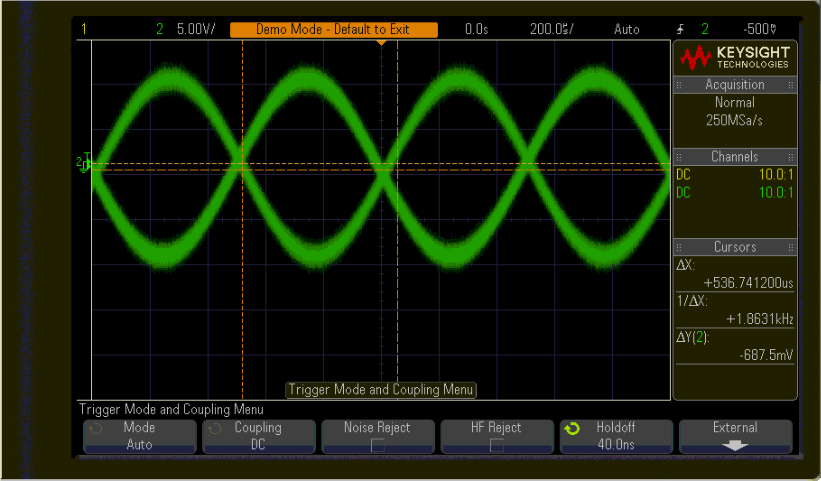 1 2 5.00V/ Demo Mode - Default to Exit 0.0s 200.0s/ Auto 2 -500V
KEYSIGHT
TECHNOLOGIES
Acquisition
Normal
250MSa/s
Channels
DC 10.0:1
DC 10.0:1
Cursors
ΔX:
+536.741200us
1/ΔX:
+1.8631kHz
ΔY(2):
-687.5mV
2
Trigger Mode and Coupling Menu
Trigger Mode and Coupling Menu
Mode
Auto
Coupling
DC
Noise Reject
HF Reject
Holdoff
40.0ns
External